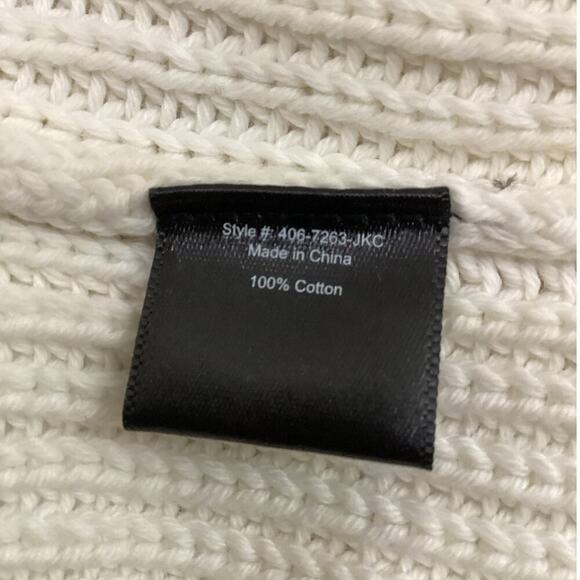 Style #: 406-7263-JKC
Made in China
100% Cotton